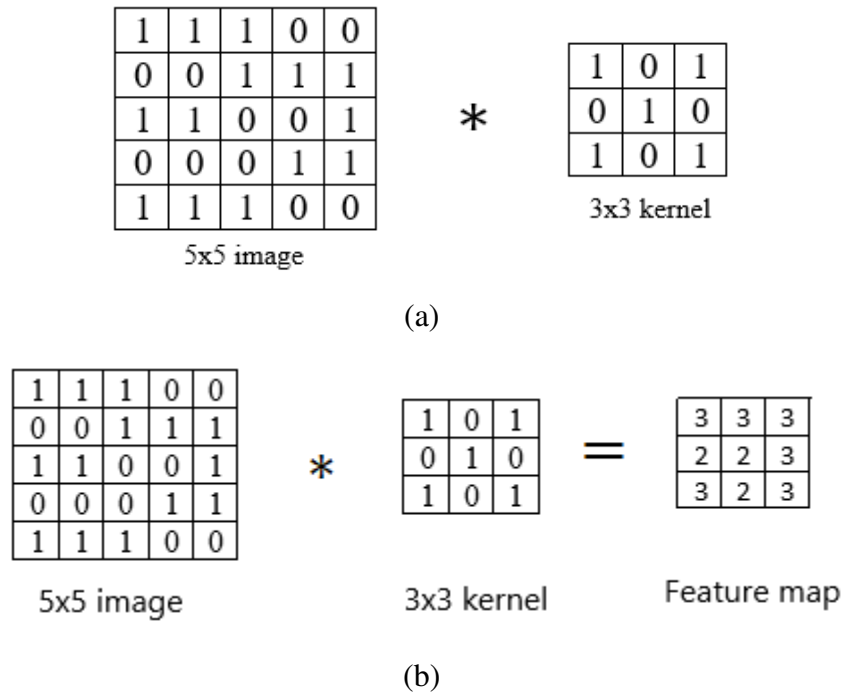 1 1 1 0 0
0 0 1 1 1
1 1 0 0 1
0 0 0 1 1
1 1 1 0 0
5x5 image
*
1 0 1
0 1 0
1 0 1
3x3 kernel
(a)
1 1 1 0 0
0 0 1 1 1
1 1 0 0 1
0 0 0 1 1
1 1 1 0 0
5x5 image
*
1 0 1
0 1 0
1 0 1
3x3 kernel
=
3 3 3
2 2 3
3 2 3
Feature map
(b)